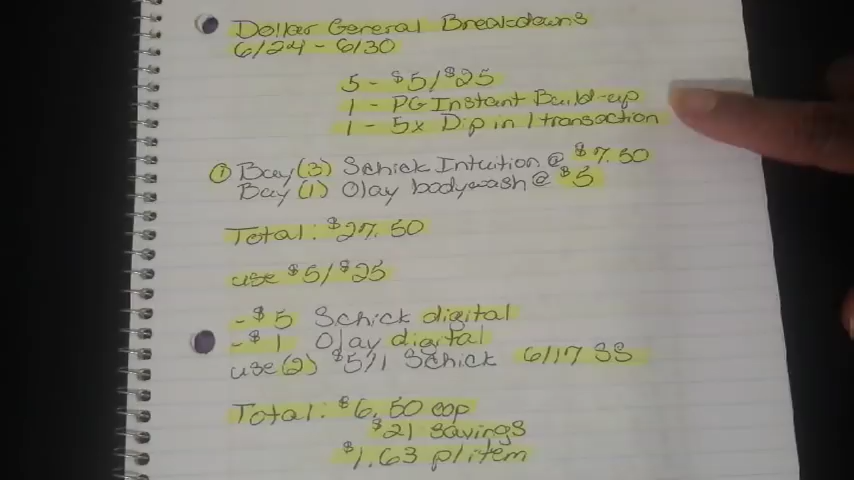 Dollar General Breakdowns
6/24 - 6/30
5 - $5/$25
1 - PG Instant Build-up
1 - 5x Dip in 1 transaction
① Buy (3) Schick Intuition @ $7.50
Buy (1) Olay bodywash @ $5
Total: $27.50
use $5/$25
- $5 Schick digital
- $1 Olay digital
use (2) $5/1 Schick 6/17 SS
Total: $6.50 oop
$21 savings
$1.63 p/item